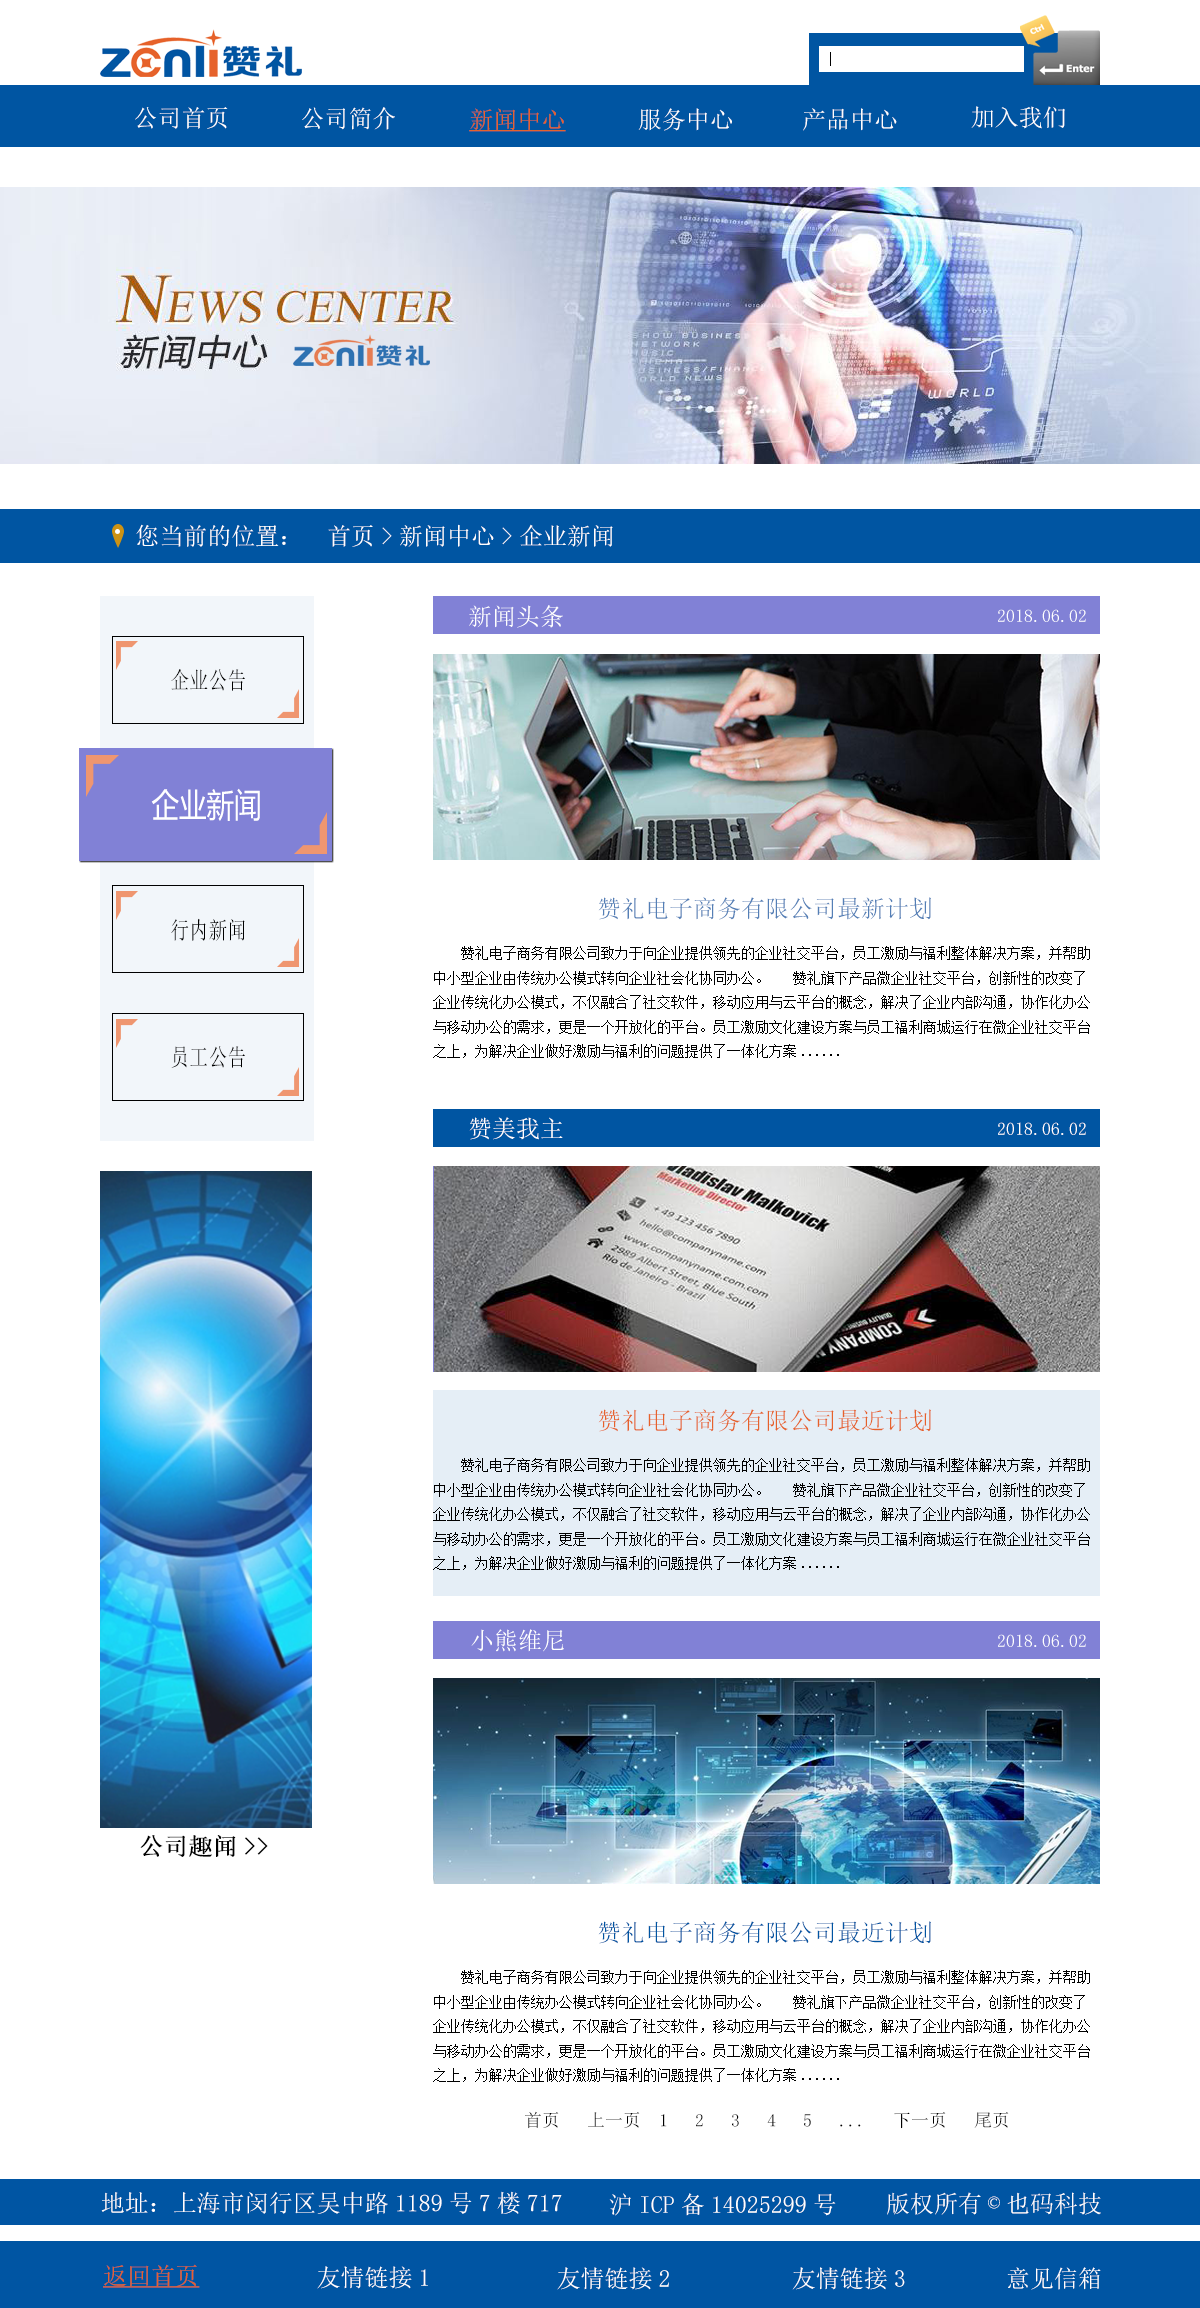 zenli赞礼
Ctrl
Enter
公司首页 公司简介 新闻中心 服务中心 产品中心 加入我们
NEWS CENTER
新闻中心 zenli赞礼
SHOW BUSINESS
NETWORK
MUSIC
CINEMA
BUSINESS/FINANCE
WORLD NEWS
WORLD
您当前的位置： 首页 > 新闻中心 > 企业新闻
企业公告
企业新闻
行内新闻
员工公告
公司趣闻 >>
新闻头条 2018.06.02
赞礼电子商务有限公司最新计划
赞礼电子商务有限公司致力于向企业提供领先的企业社交平台，员工激励与福利整体解决方案，并帮助
中小型企业由传统办公模式转向企业社会化协同办公。 赞礼旗下产品微企业社交平台，创新性的改变了
企业传统化办公模式，不仅融合了社交软件，移动应用与云平台的概念，解决了企业内部沟通，协作化办公
与移动办公的需求，更是一个开放化的平台。员工激励文化建设方案与员工福利商城运行在微企业社交平台
之上，为解决企业做好激励与福利的问题提供了一体化方案 ......
赞美我主 2018.06.02
Vladislav Malkovick
Marketing Director
+ 49 123 456 7890
hello@companyname.com
www.companyname.com.com
2989 Albert Street, Blue South
Rio de Janeiro - Brazil
COMPANY
赞礼电子商务有限公司最近计划
赞礼电子商务有限公司致力于向企业提供领先的企业社交平台，员工激励与福利整体解决方案，并帮助
中小型企业由传统办公模式转向企业社会化协同办公。 赞礼旗下产品微企业社交平台，创新性的改变了
企业传统化办公模式，不仅融合了社交软件，移动应用与云平台的概念，解决了企业内部沟通，协作化办公
与移动办公的需求，更是一个开放化的平台。员工激励文化建设方案与员工福利商城运行在微企业社交平台
之上，为解决企业做好激励与福利的问题提供了一体化方案 ......
小熊维尼 2018.06.02
赞礼电子商务有限公司最近计划
赞礼电子商务有限公司致力于向企业提供领先的企业社交平台，员工激励与福利整体解决方案，并帮助
中小型企业由传统办公模式转向企业社会化协同办公。 赞礼旗下产品微企业社交平台，创新性的改变了
企业传统化办公模式，不仅融合了社交软件，移动应用与云平台的概念，解决了企业内部沟通，协作化办公
与移动办公的需求，更是一个开放化的平台。员工激励文化建设方案与员工福利商城运行在微企业社交平台
之上，为解决企业做好激励与福利的问题提供了一体化方案 ......
首页 上一页 1 2 3 4 5 ... 下一页 尾页
地址：上海市闵行区吴中路 1189 号 7 楼 717 沪 ICP 备 14025299 号 版权所有 © 也码科技
返回首页 友情链接 1 友情链接 2 友情链接 3 意见信箱